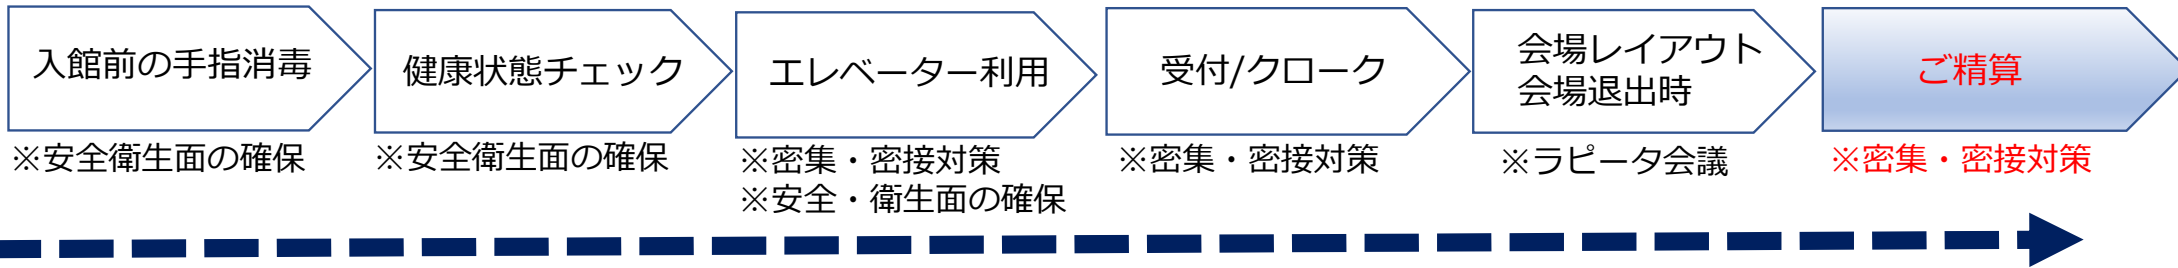 入館前の手指消毒
※安全衛生面の確保
健康状態チェック
※安全衛生面の確保
エレベーター利用
※密集・密接対策
※安全・衛生面の確保
受付/クローク
※密集・密接対策
会場レイアウト
会場退出時
※ラピータ会議
ご精算
※密集・密接対策